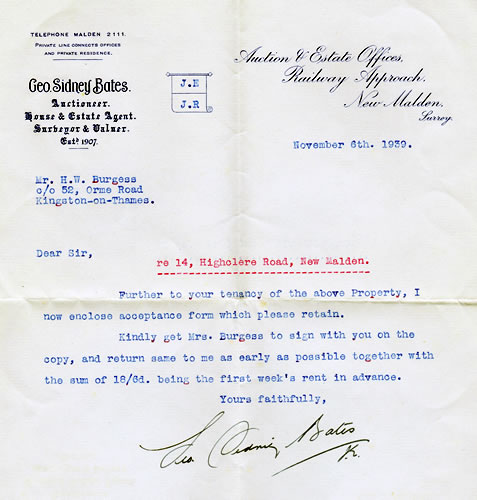 TELEPHONE MALDEN 2111.
PRIVATE LINE CONNECTS OFFICES
AND PRIVATE RESIDENCE.
Geo. Sidney Bates.
Auctioneer.
House & Estate Agent.
Surveyor & Valuer.
Estd. 1907.
J.E
J.R
Auction & Estate Offices,
Railway Approach,
New Malden.
Surrey.
November 6th. 1939.
Mr. H.W. Burgess
c/o 52, Orme Road
Kingston-on-Thames.
Dear Sir,
re 14, Highclere Road, New Malden.
Further to your tenancy of the above Property, I
now enclose acceptance form which please retain.
Kindly get Mrs. Burgess to sign with you on the
copy, and return same to me as early as possible together with
the sum of 18/6d. being the first week's rent in advance.
Yours faithfully,
Geo. Sidney Bates